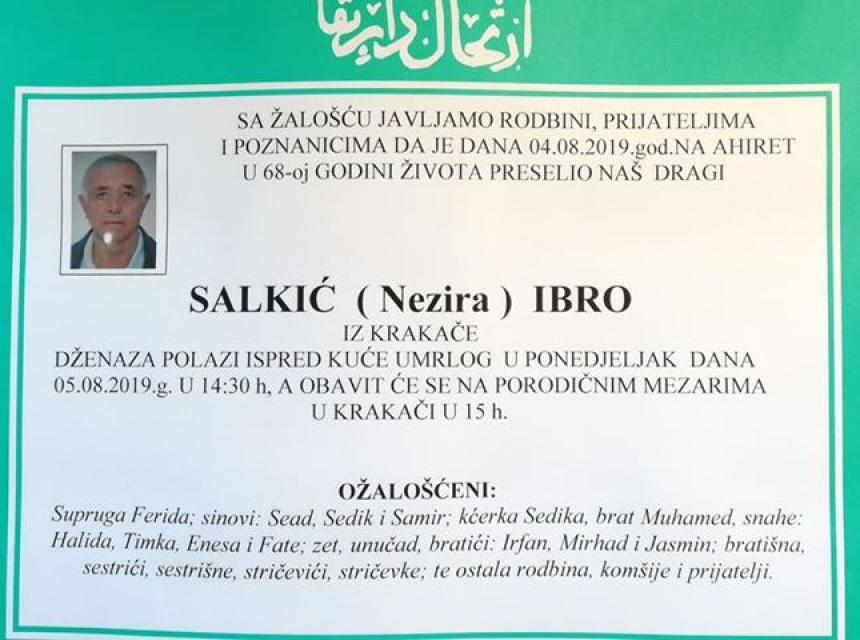 ارتحال دار بقا
SA ŽALOŠĆU JAVLJAMO RODBINI, PRIJATELJIMA
I POZNANICIMA DA JE DANA 04.08.2019.god.NA AHIRET
U 68-oj GODINI ŽIVOTA PRESELIO NAŠ DRAGI
SALKIĆ ( Nezira ) IBRO
IZ KRAKAČE
DŽENAZA POLAZI ISPRED KUĆE UMRLOG U PONEDJELJAK DANA
05.08.2019.g. U 14:30 h, A OBAVIT ĆE SE NA PORODIČNIM MEZARIMA
U KRAKAČI U 15 h.
OŽALOŠĆENI:
Supruga Ferida; sinovi: Sead, Sedik i Samir; kćerka Sedika, brat Muhamed, snahe:
Halida, Timka, Enesa i Fate; zet, unučad, bratići: Irfan, Mirhad i Jasmin; bratišna,
sestrići, sestrišne, stričevići, stričevke; te ostala rodbina, komšije i prijatelji.